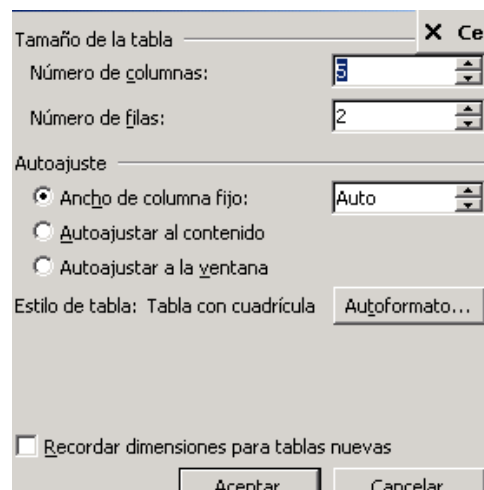 Tamaño de la tabla
X Ce
Número de columnas: 5
Número de filas: 2
Autoajuste
Ancho de columna fijo: Auto
Autoajustar al contenido
Autoajustar a la ventana
Estilo de tabla: Tabla con cuadrícula Autoformato...
Recordar dimensiones para tablas nuevas
Aceptar Cancelar